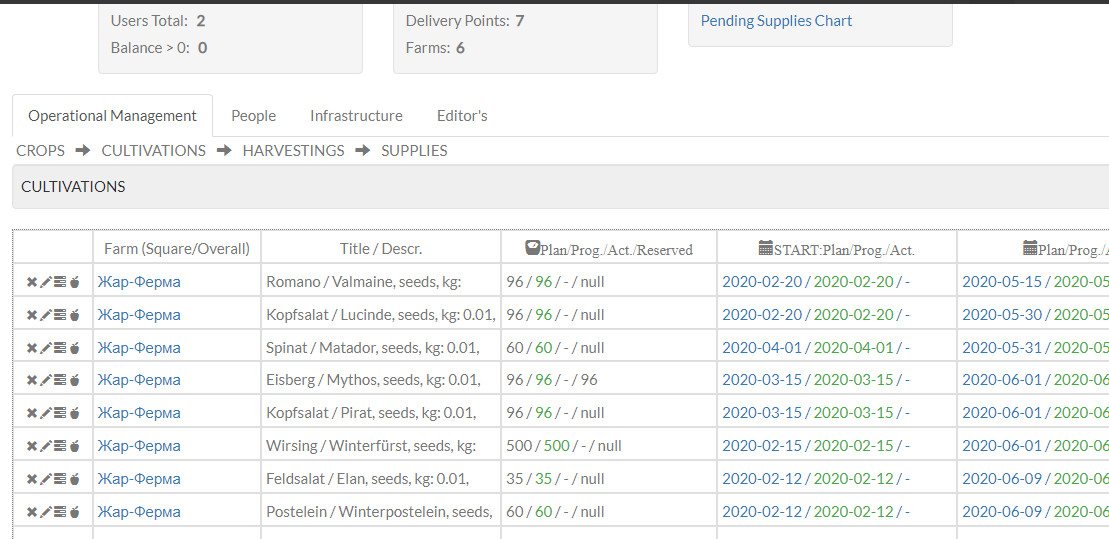 Users Total: 2
Balance > 0: 0
Delivery Points: 7
Farms: 6
Pending Supplies Chart
Operational Management People Infrastructure Editor's
CROPS CULTIVATIONS HARVESTINGS SUPPLIES
CULTIVATIONS
Farm (Square/Overall) Title / Descr. Plan/Prog./Act./Reserved START:Plan/Prog./Act. Plan/Prog./A
Жар-Ферма Romano / Valmaine, seeds, kg: 96 / 96 / - / null 2020-02-20 / 2020-02-20 / - 2020-05-15 / 2020-05
Жар-Ферма Kopfsalat / Lucinde, seeds, kg: 0.01, 96 / 96 / - / null 2020-02-20 / 2020-02-20 / - 2020-05-30 / 2020-05
Жар-Ферма Spinat / Matador, seeds, kg: 0.01, 60 / 60 / - / null 2020-04-01 / 2020-04-01 / - 2020-05-31 / 2020-05
Жар-Ферма Eisberg / Mythos, seeds, kg: 0.01, 96 / 96 / - / 96 2020-03-15 / 2020-03-15 / - 2020-06-01 / 2020-06
Жар-Ферма Kopfsalat / Pirat, seeds, kg: 0.01, 96 / 96 / - / null 2020-03-15 / 2020-03-15 / - 2020-06-01 / 2020-06
Жар-Ферма Wirsing / Winterfürst, seeds, kg: 500 / 500 / - / null 2020-02-15 / 2020-02-15 / - 2020-06-01 / 2020-06
Жар-Ферма Feldsalat / Elan, seeds, kg: 0.01, 35 / 35 / - / null 2020-02-12 / 2020-02-12 / - 2020-06-09 / 2020-06
Жар-Ферма Postelein / Winterpostelein, seeds, 60 / 60 / - / null 2020-02-12 / 2020-02-12 / - 2020-06-09 / 2020-06